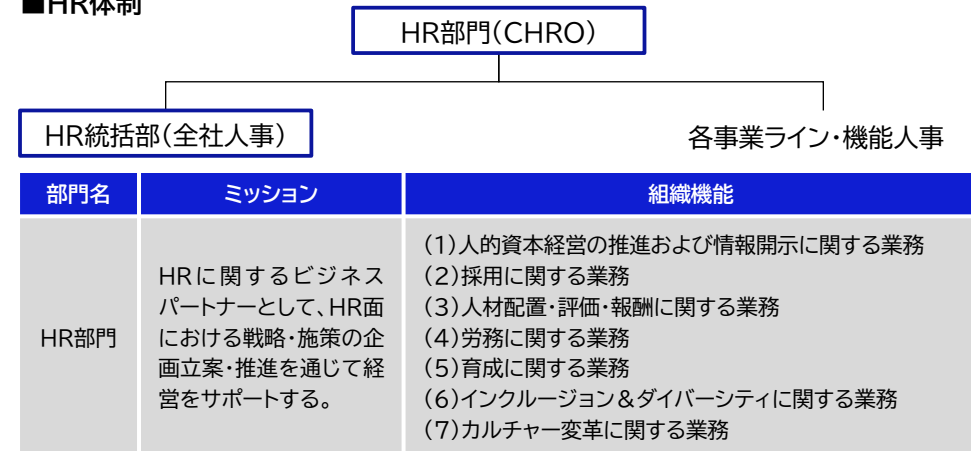 ■HR体制
HR部門(CHRO)
HR統括部(全社人事)
各事業ライン・機能人事
部門名
ミッション
組織機能
HR部門
HRに関するビジネス
パートナーとして、HR面
における戦略・施策の企
画立案・推進を通じて経
営をサポートする。
(1)人的資本経営の推進および情報開示に関する業務
(2)採用に関する業務
(3)人材配置・評価・報酬に関する業務
(4)労務に関する業務
(5)育成に関する業務
(6)インクルージョン&ダイバーシティに関する業務
(7)カルチャー変革に関する業務